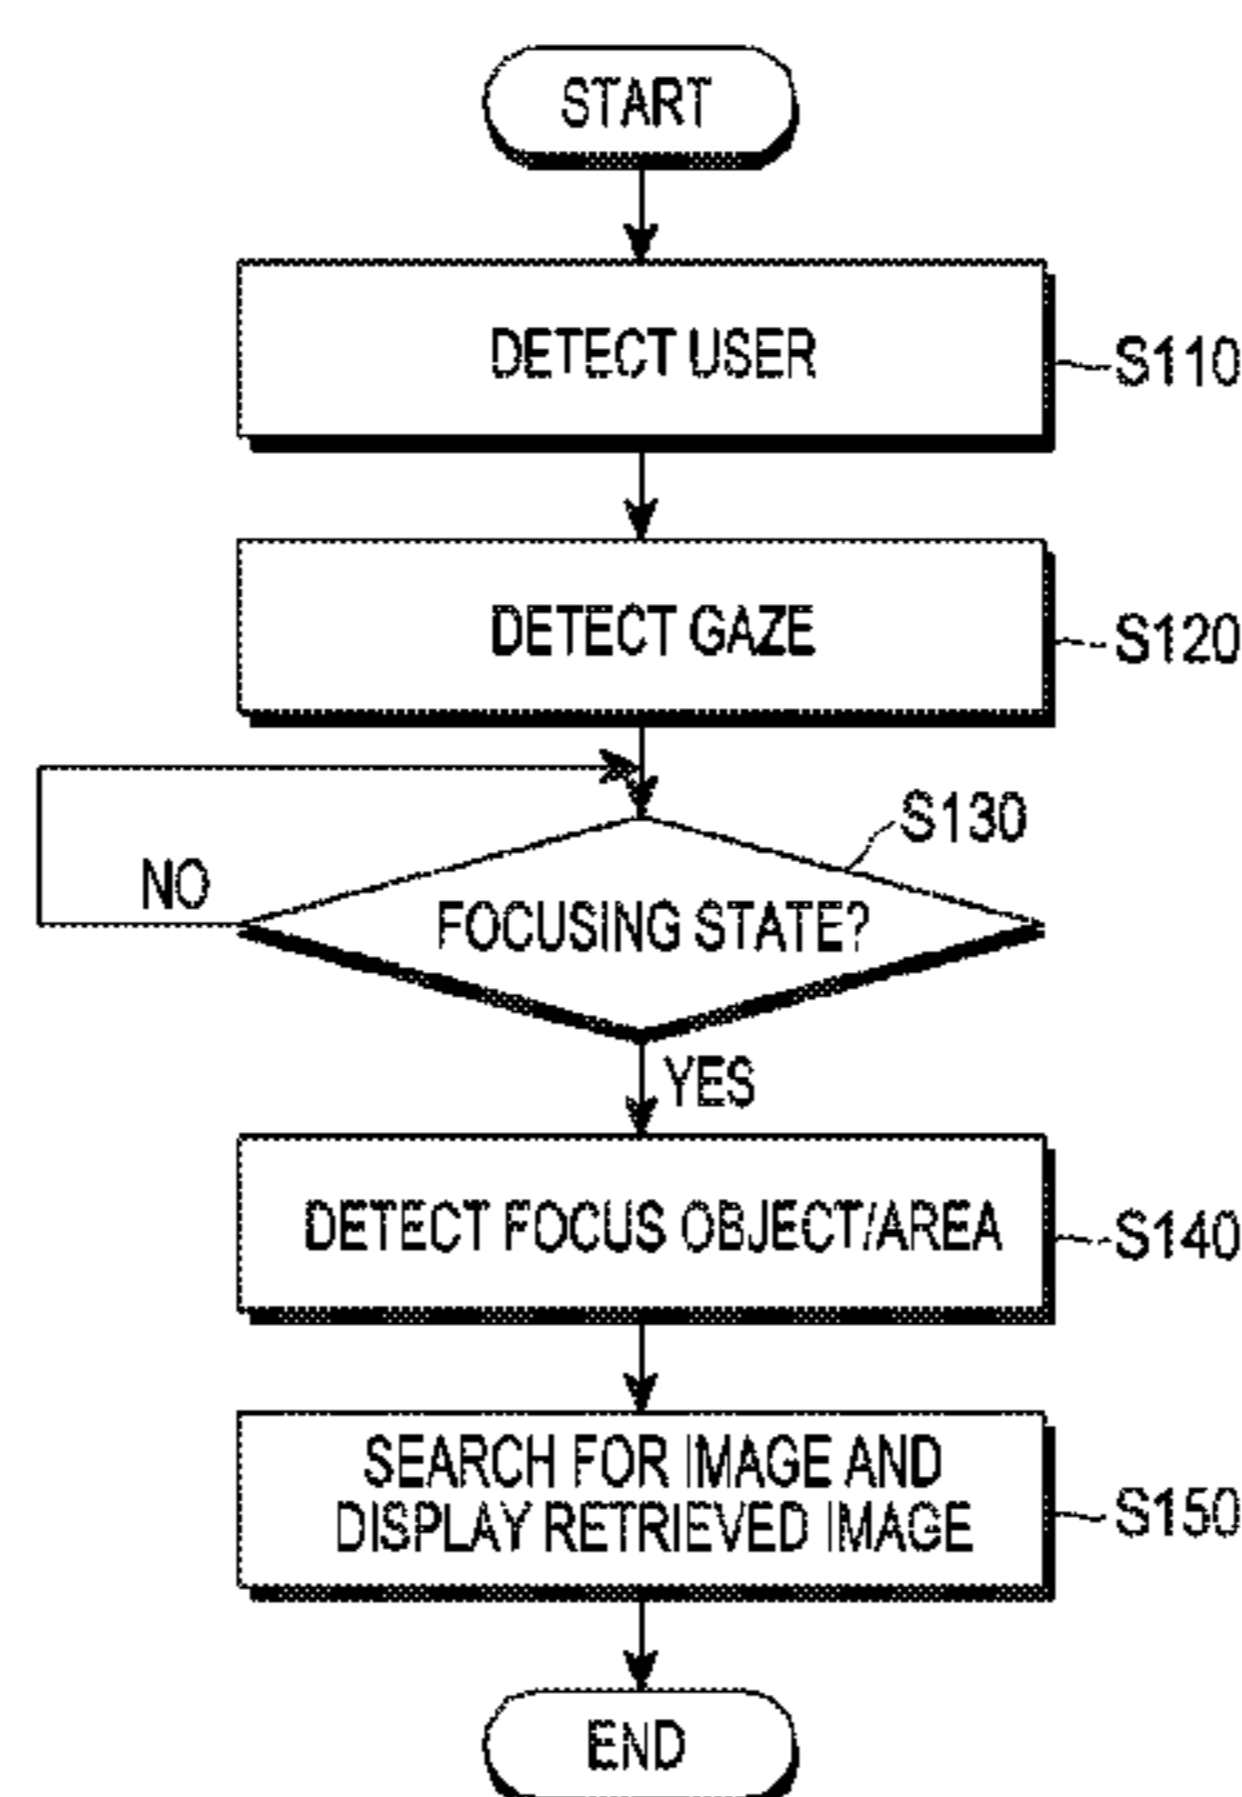 START
DETECT USER
S110
DETECT GAZE
S120
S130
NO
FOCUSING STATE?
YES
DETECT FOCUS OBJECT/AREA
S140
SEARCH FOR IMAGE AND
DISPLAY RETRIEVED IMAGE
S150
END